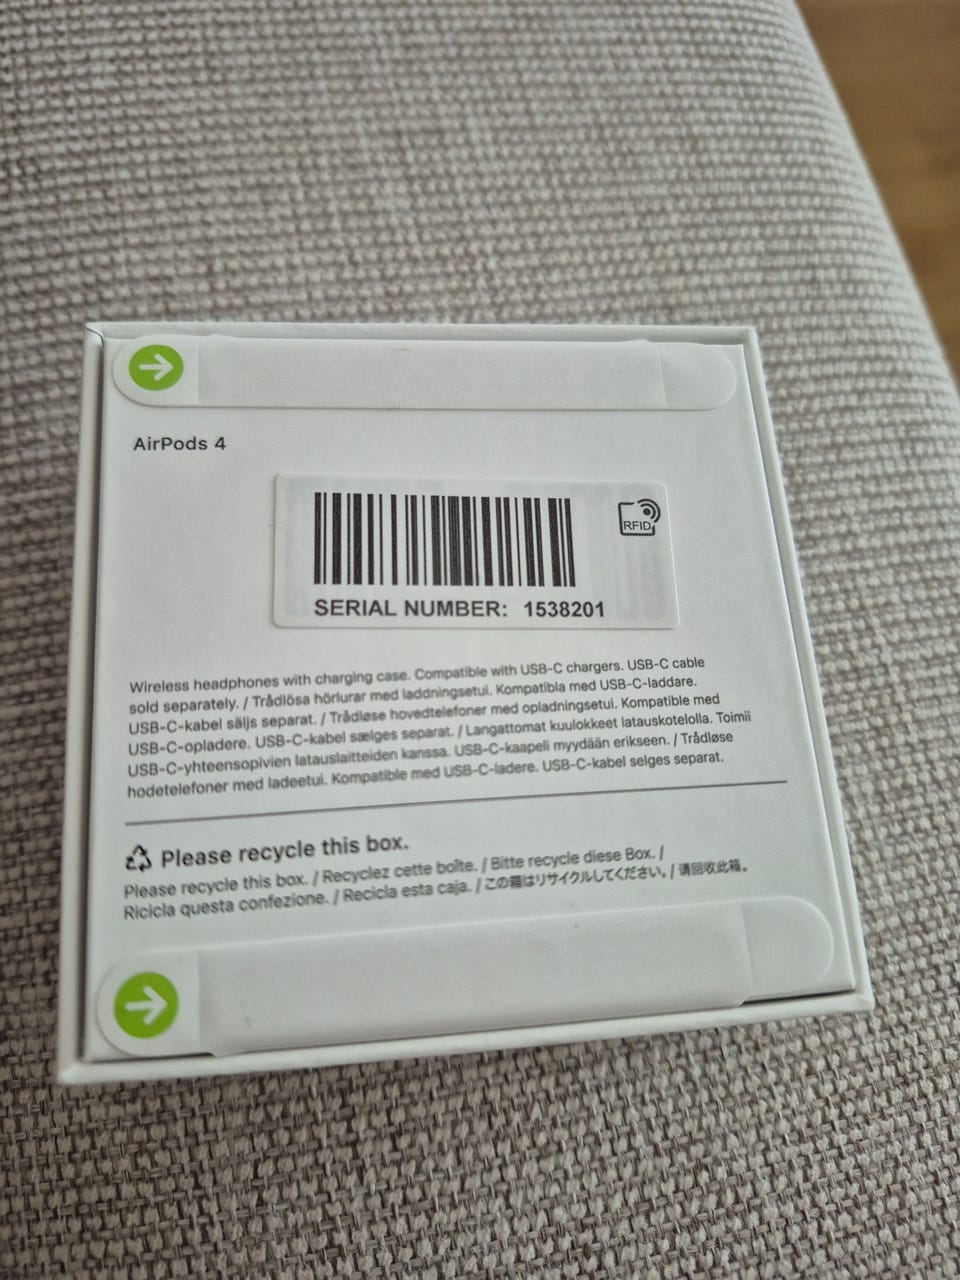 AirPods 4
RFID
SERIAL NUMBER: 1538201
Wireless headphones with charging case. Compatible with USB-C chargers. USB-C cable
sold separately. / Trådlösa hörlurar med laddningsetui. Kompatibla med USB-C-laddare.
USB-C-kabel säljs separat. / Trådløse hovedtelefoner med opladningsetui. Kompatible med
USB-C-opladere. USB-C-kabel sælges separat. / Langattomat kuulokkeet latauskotelolla. Toimii
USB-C-yhteensopivien latauslaitteiden kanssa. USB-C-kaapeli myydään erikseen. / Trådløse
hodetelefoner med ladeetui. Kompatible med USB-C-ladere. USB-C-kabel selges separat.
Please recycle this box.
Please recycle this box. / Recyclez cette boîte. / Bitte recycle diese Box. /
Ricicla questa confezione. / Recicla esta caja. / この箱はリサイクルしてください。/ 请回收此箱。